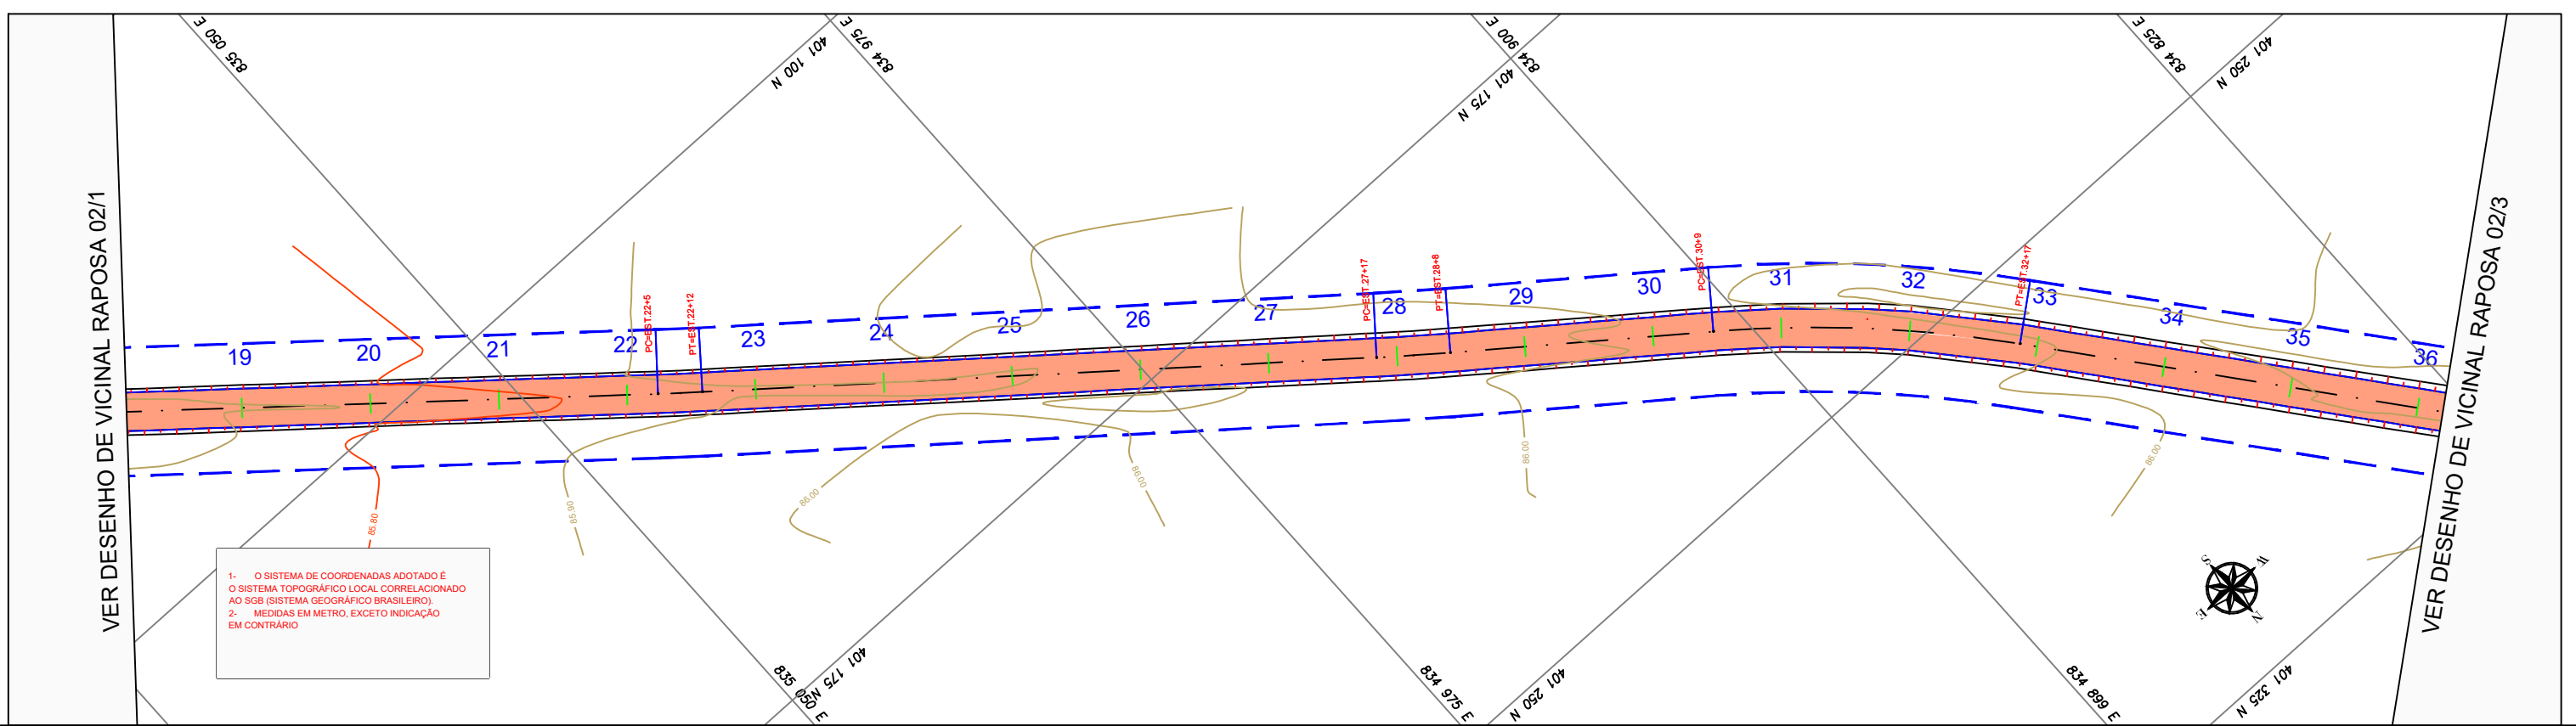 835 050 E
401 100 N
834 975 E
834 900 E
401 175 N
834 825 E
401 250 N
VER DESENHO DE VICINAL RAPOSA 02/1
19
20
21
22
PC=EST.22+5
PT=EST.22+12
23
24
25
26
27
PC=EST.27+17
28
PT=EST.28+8
29
30
PC=EST.30+9
31
32
PT=EST.32+17
33
34
35
36
VER DESENHO DE VICINAL RAPOSA 02/3
85.80
85.90
86.00
86.00
86.00
86.00
1- O SISTEMA DE COORDENADAS ADOTADO É
O SISTEMA TOPOGRÁFICO LOCAL CORRELACIONADO
AO SGB (SISTEMA GEOGRÁFICO BRASILEIRO).
2- MEDIDAS EM METRO, EXCETO INDICAÇÃO
EM CONTRÁRIO
S
W
E
N
835 050 E
401 175 N
834 975 E
401 250 N
834 899 E
401 325 N